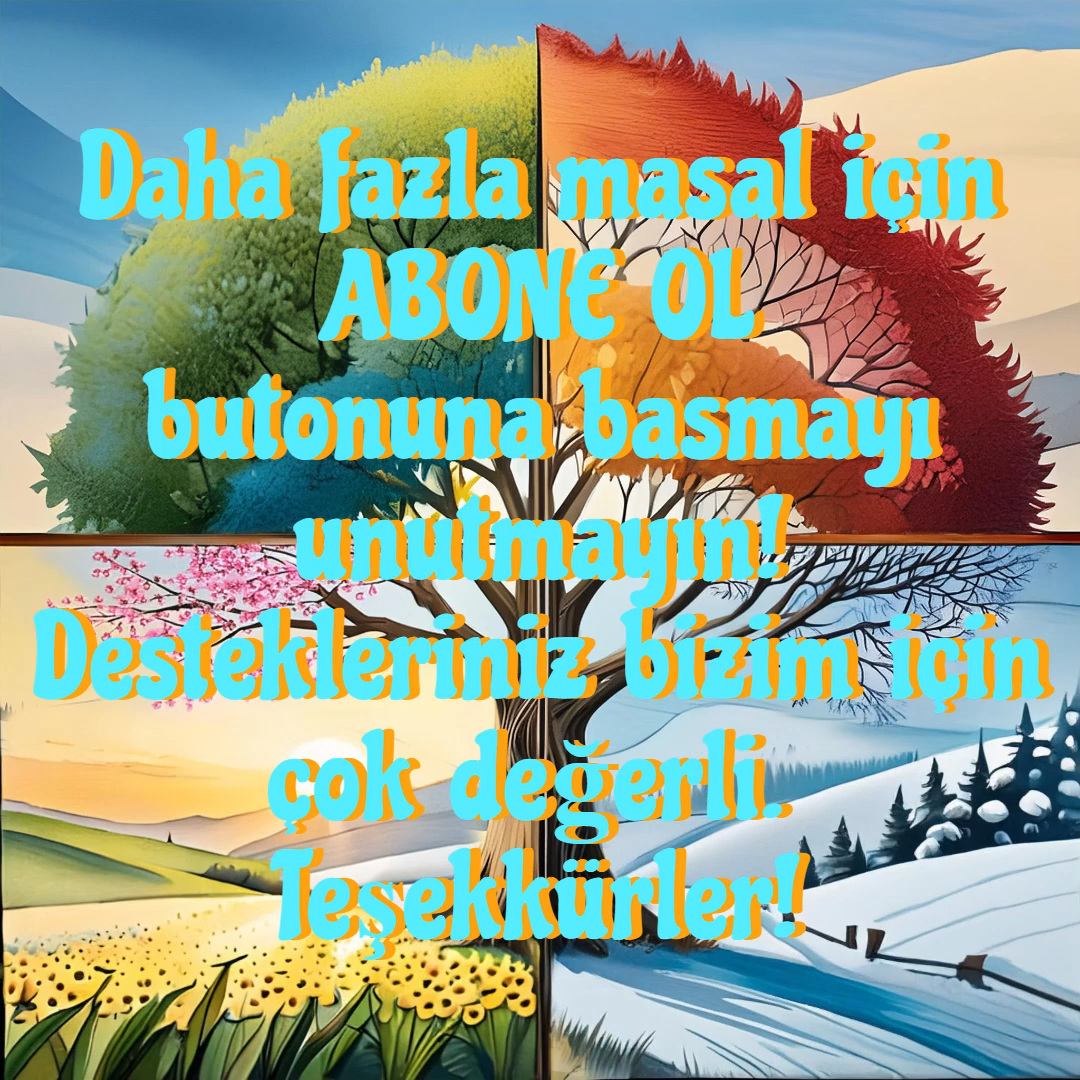 Daha fazla masal için
ABONE OL
butonuna basmayı
unutmayın!
Destekleriniz bizim için
çok değerli.
Teşekkürler!